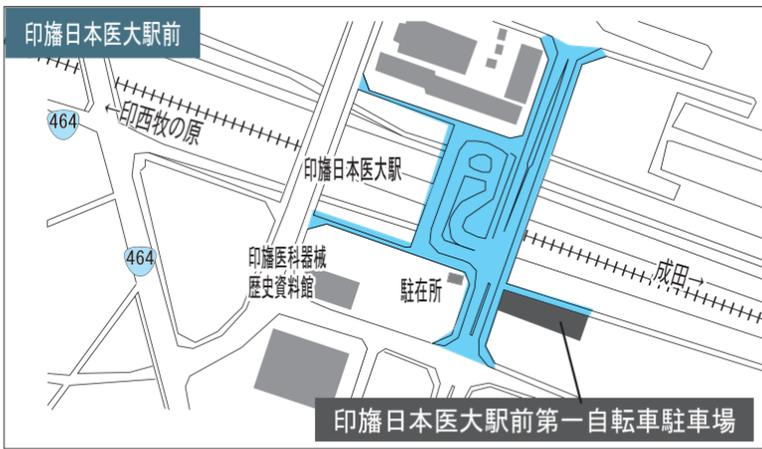 印旛日本医大駅前
464
←印西牧の原
印旛日本医大駅
464
印旛医科器械
歴史資料館
駐在所
成田→
印旛日本医大駅前第一自転車駐車場